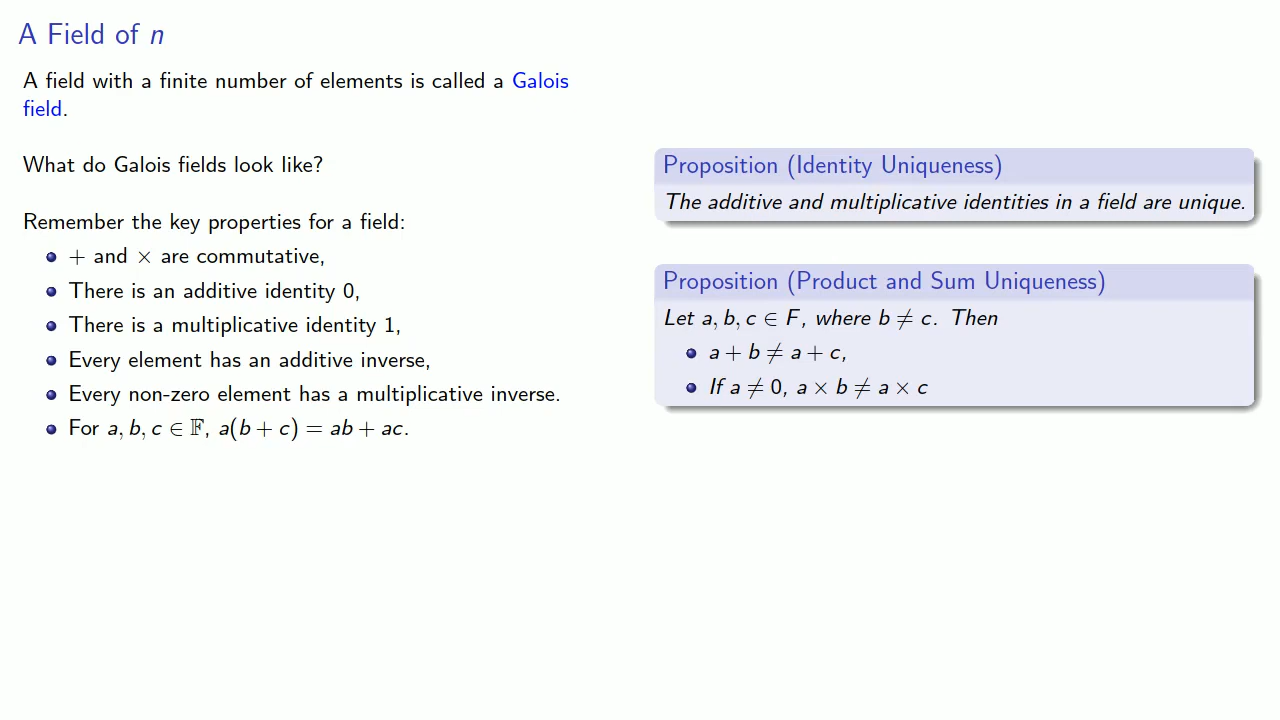 A Field of n
A field with a finite number of elements is called a Galois
field.
What do Galois fields look like?
Remember the key properties for a field:
• + and × are commutative,
• There is an additive identity 0,
• There is a multiplicative identity 1,
• Every element has an additive inverse,
• Every non-zero element has a multiplicative inverse.
• For a, b, c ∈ 𝔽, a(b + c) = ab + ac.
Proposition (Identity Uniqueness)
The additive and multiplicative identities in a field are unique.
Proposition (Product and Sum Uniqueness)
Let a, b, c ∈ F, where b ≠ c. Then
• a + b ≠ a + c,
• If a ≠ 0, a × b ≠ a × c